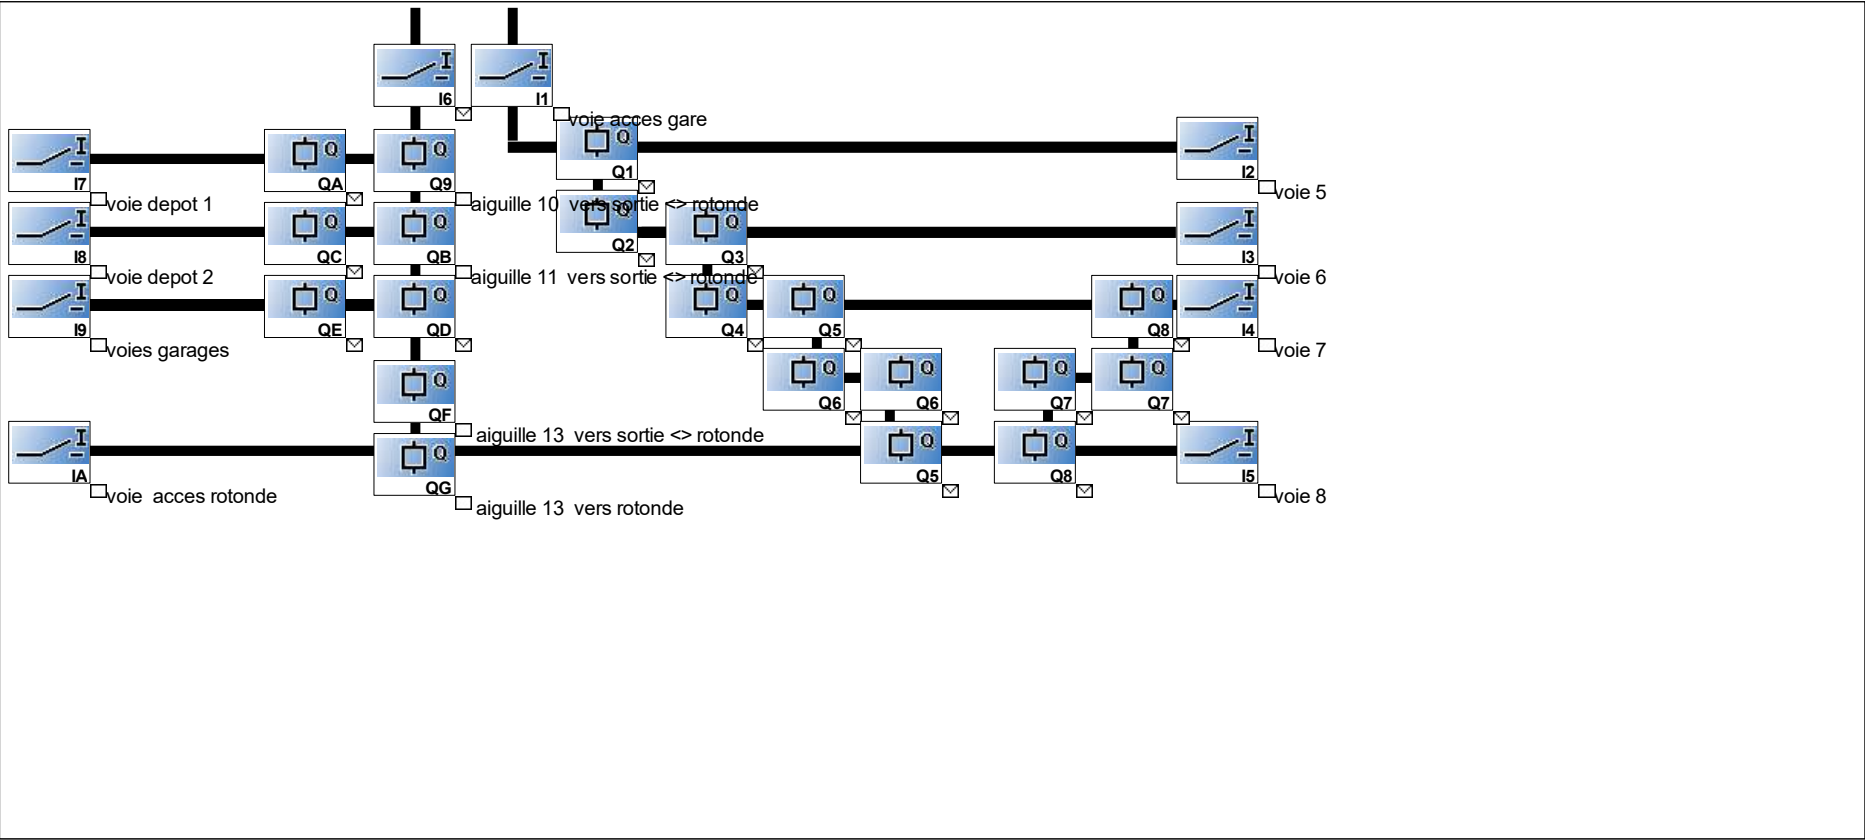 I
I6
I
I1
voie acces gare
I
I7
Q
QA
Q
Q9
Q
Q1
I
I2
voie depot 1
aiguille 10  vers sortie <> rotonde
voie 5
I
I8
Q
QC
Q
QB
Q
Q2
Q
Q3
I
I3
voie depot 2
aiguille 11  vers sortie <> rotonde
voie 6
I
I9
Q
QE
Q
QD
Q
Q4
Q
Q5
Q
Q8
I
I4
voies garages
voie 7
Q
QF
Q
Q6
Q
Q6
Q
Q7
Q
Q7
aiguille 13  vers sortie <> rotonde
I
IA
Q
QG
Q
Q5
Q
Q8
I
I5
voie  acces rotonde
aiguille 13  vers rotonde
voie 8